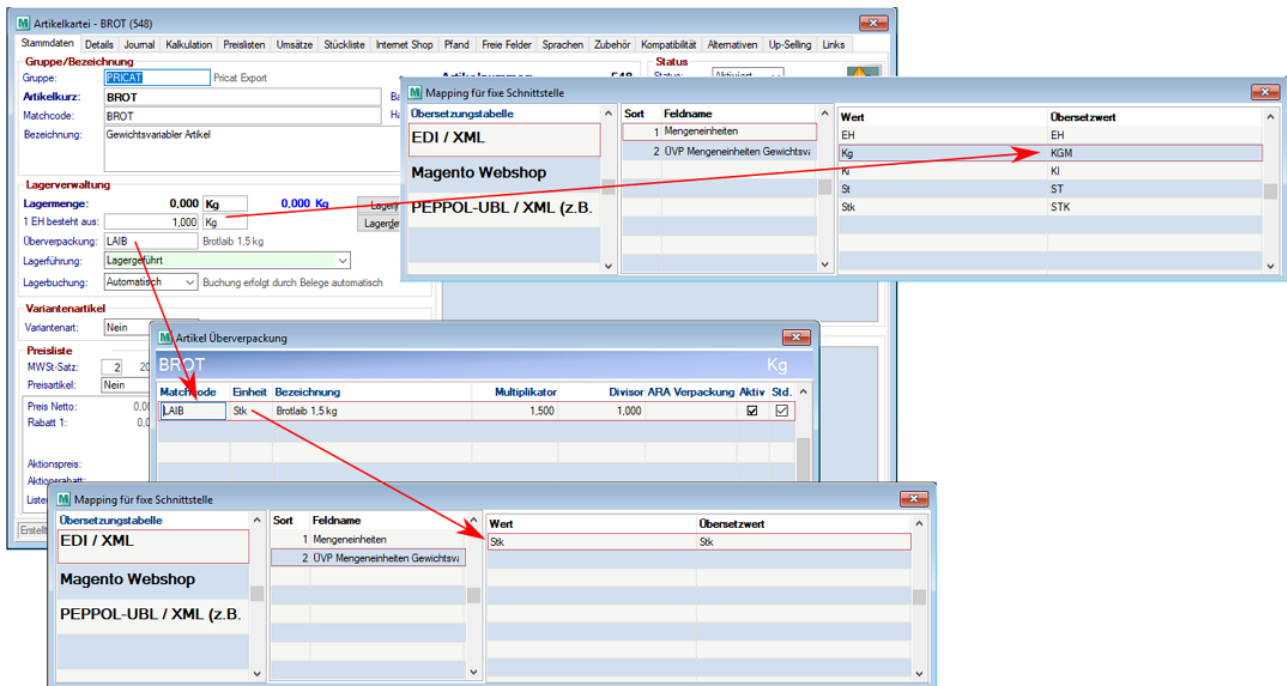 Artikelkartei - BROT (548)
Stammdaten Details Journal Kalkulation Preislisten Umsätze Stückliste Internet Shop Pfand Freie Felder Sprachen Zubehör Kompatibilität Alternativen Up-Selling Links
Gruppe/Bezeichnung
Gruppe: PRICAT Pricat Export
Artikelkurz: BROT
Matchcode: BROT
Bezeichnung: Gewichtsvariabler Artikel
Status
Lagerverwaltung
Lagermenge: 0,000 Kg 0,000 Kg
1 EH besteht aus: 1,000 Kg
Überverpackung: LAIB Brotlaib 1,5 kg
Lagerführung: Lagergeführt
Lagerbuchung: Automatisch Buchung erfolgt durch Belege automatisch
Variantenartikel
Variantenart: Nein
Preisliste
MWSt-Satz: 2 20
Preisartikel: Nein
Preis Netto:
Rabatt 1:
Aktionspreis:
Mapping für fixe Schnittstelle
Übersetzungstabelle Sort Feldname Wert Übersetzwert
EDI / XML
Magento Webshop
PEPPOL-UBL / XML (z.B.
1 Mengeneinheiten
2 ÜVP Mengeneinheiten Gewichtsva
EH EH
Kg KGM
KI KI
St ST
Stk STK
Artikel Überverpackung
BROT Kg
Matchcode Einheit Bezeichnung Multiplikator Divisor ARA Verpackung Aktiv Std.
LAIB Stk Brotlaib 1,5 kg 1,500 1,000
Mapping für fixe Schnittstelle
Übersetzungstabelle Sort Feldname Wert Übersetzwert
EDI / XML
Magento Webshop
PEPPOL-UBL / XML (z.B.
1 Mengeneinheiten
2 ÜVP Mengeneinheiten Gewichtsva
Stk Stk